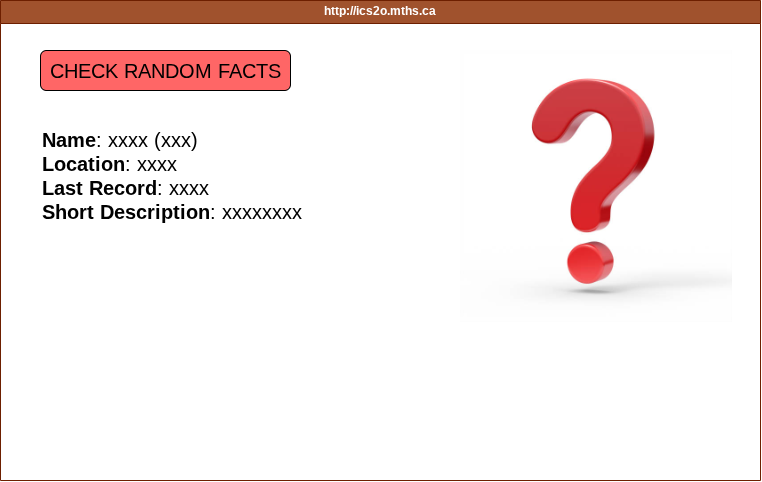 http://ics2o.mths.ca
CHECK RANDOM FACTS
Name: xxxx (xxx)
Location: xxxx
Last Record: xxxx
Short Description: xxxxxxxx